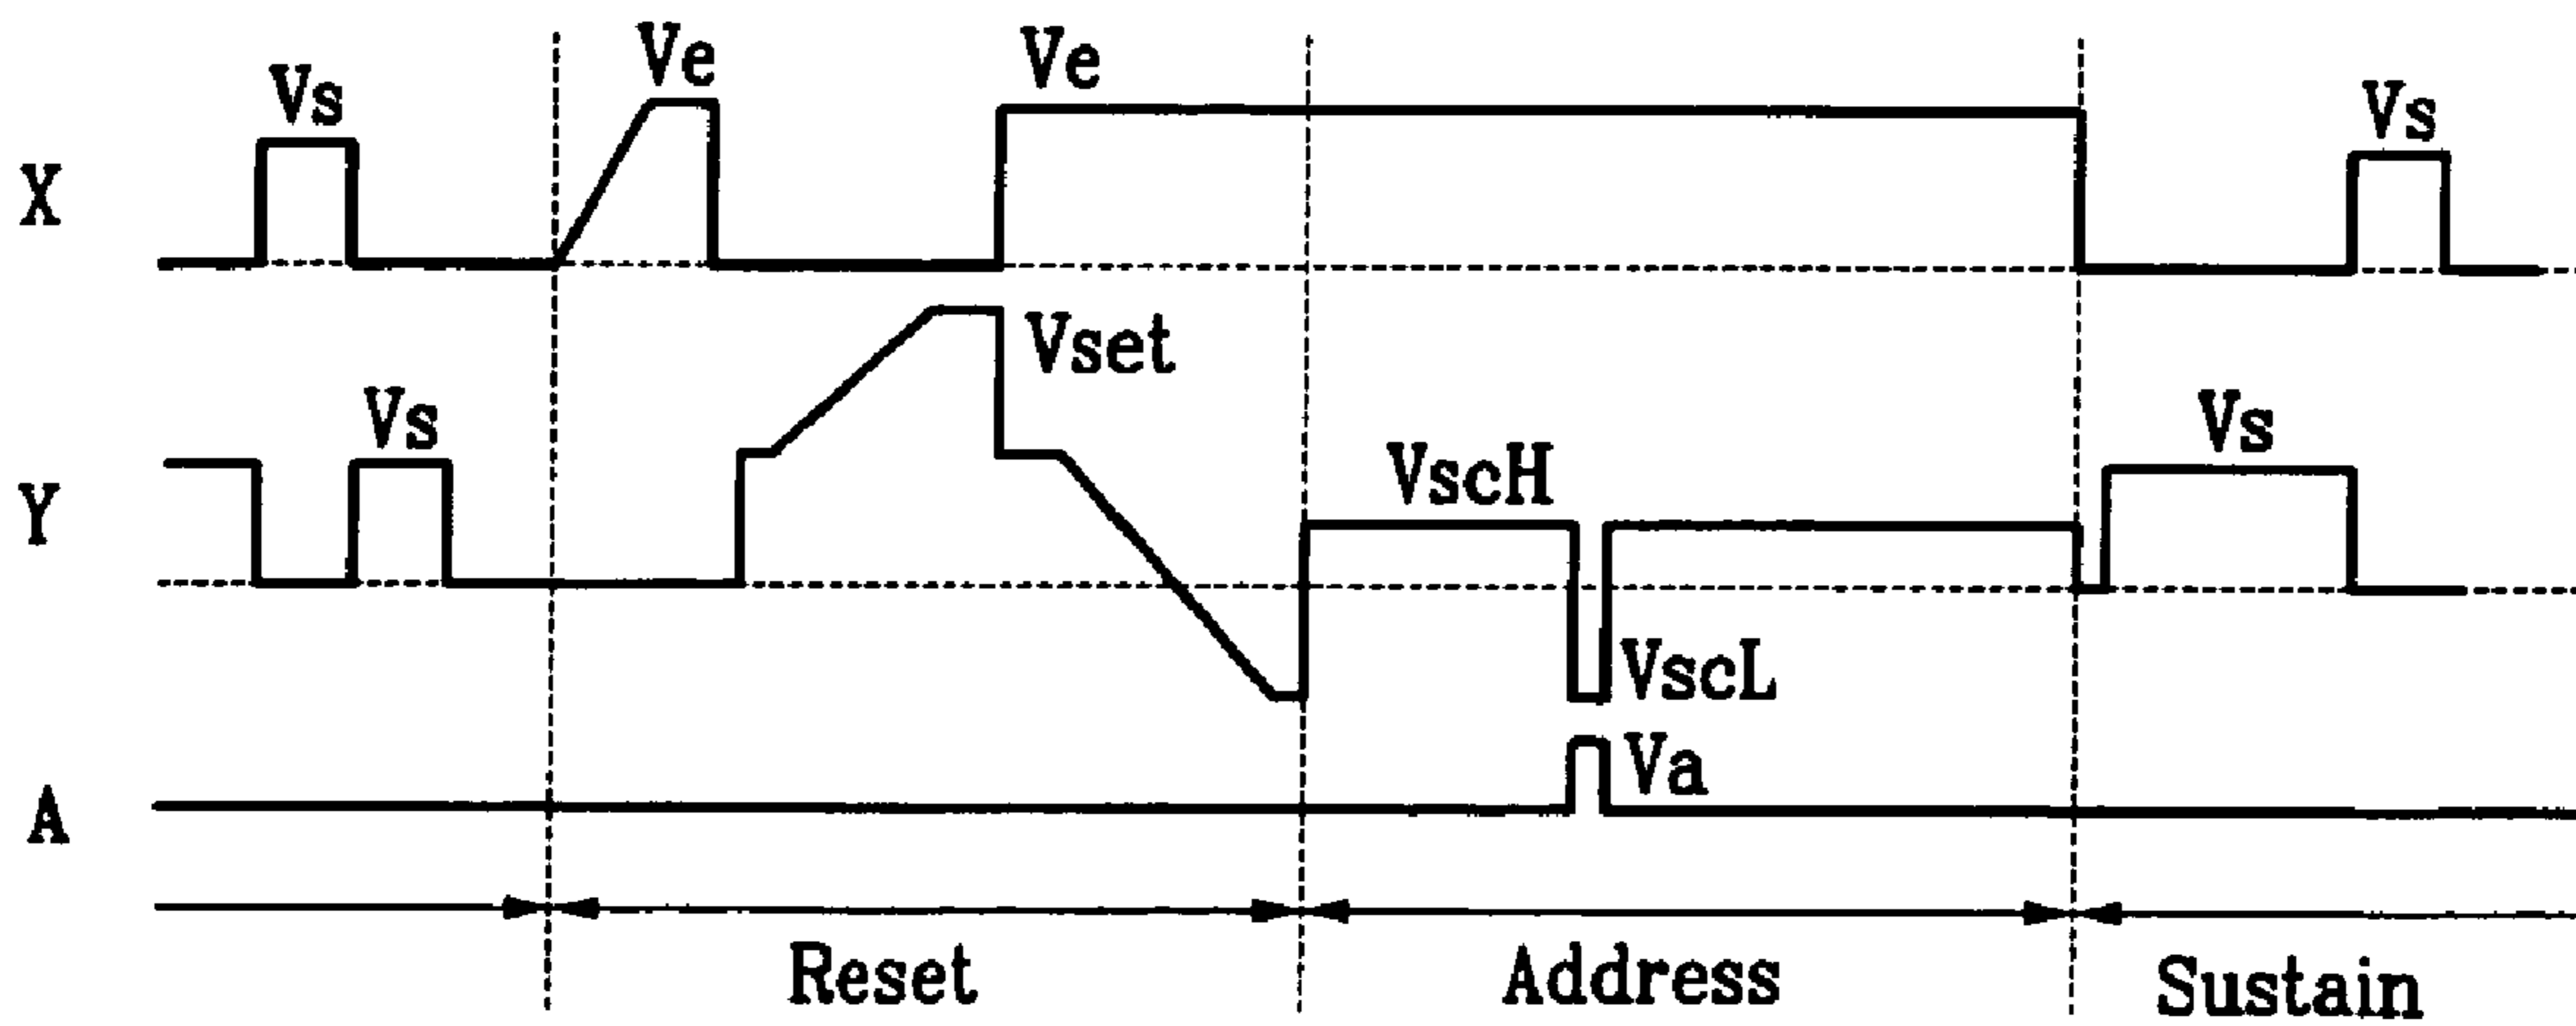 Vs Ve Ve Vs
X
Vset
Vs VscH Vs
Y
VscL
Va
A
Reset Address Sustain